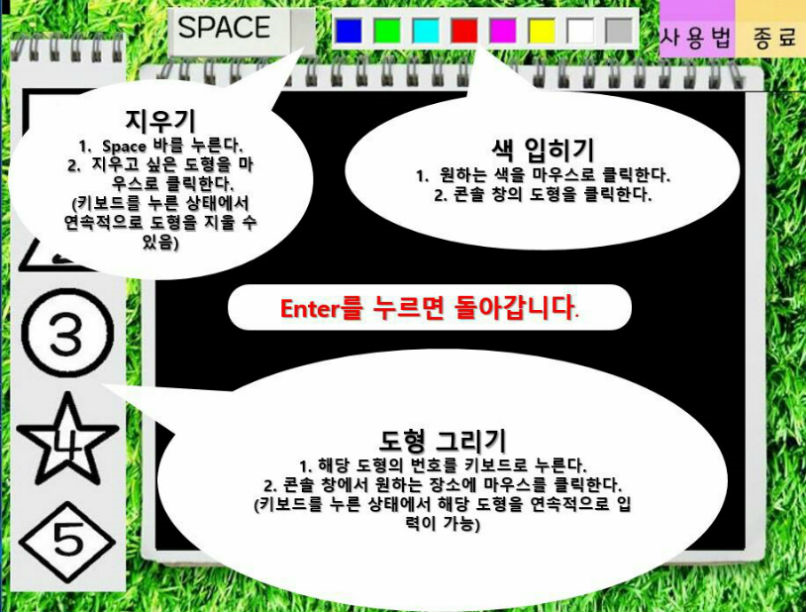 SPACE
사용법
종료
지우기
1. Space 바를 누른다.
2. 지우고 싶은 도형을 마
우스로 클릭한다.
(키보드를 누른 상태에서
연속적으로 도형을 지울 수
있음)
색 입히기
1. 원하는 색을 마우스로 클릭한다.
2. 콘솔 창의 도형을 클릭한다.
Enter를 누르면 돌아갑니다.
3
4
5
도형 그리기
1. 해당 도형의 번호를 키보드로 누른다.
2. 콘솔 창에서 원하는 장소에 마우스를 클릭한다.
(키보드를 누른 상태에서 해당 도형을 연속적으로 입
력이 가능)